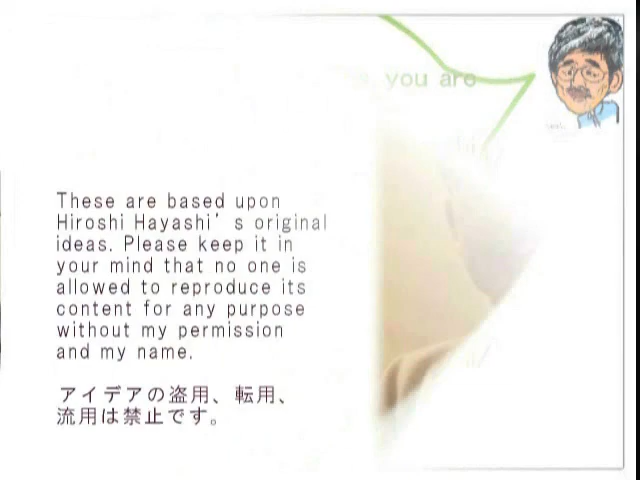 you are
These are based upon
Hiroshi Hayashi's original
ideas. Please keep it in
your mind that no one is
allowed to reproduce its
content for any purpose
without my permission
and my name.
アイデアの盗用、転用、
流用は禁止です。